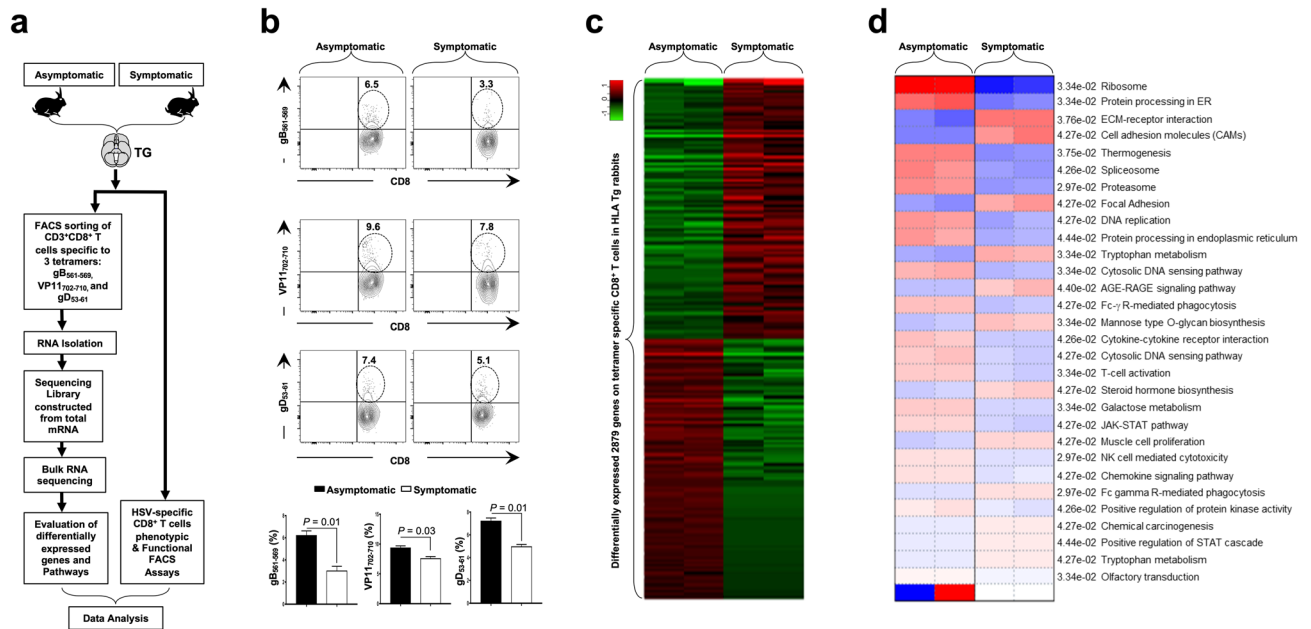 a
Asymptomatic
Symptomatic
TG
FACS sorting of
CD3⁺CD8⁺ T
cells specific to
3 tetramers:
gB561-569,
VP11702-710, and
gD53-61
RNA Isolation
Sequencing
Library
constructed
from total
mRNA
Bulk RNA
sequencing
Evaluation of
differentially
expressed
genes and
Pathways
HSV-specific
CD8⁺ T cells
phenotypic
& Functional
FACS
Assays
Data Analysis
b
Asymptomatic
Symptomatic
6.5
3.3
gB561-569
CD8
9.6
7.8
VP11702-710
CD8
7.4
5.1
gD53-61
CD8
Asymptomatic
Symptomatic
P = 0.01
gB561-569 (%)
P = 0.03
VP11702-710 (%)
P = 0.01
gD53-61 (%)
c
Asymptomatic
Symptomatic
-1 0 1
Differentially expressed 2879 genes on tetramer specific CD8⁺ T cells in HLA Tg rabbits
d
Asymptomatic
Symptomatic
3.34e-02 Ribosome
3.34e-02 Protein processing in ER
3.76e-02 ECM-receptor interaction
4.27e-02 Cell adhesion molecules (CAMs)
3.75e-02 Thermogenesis
4.26e-02 Spliceosome
2.97e-02 Proteasome
4.27e-02 Focal Adhesion
4.27e-02 DNA replication
4.44e-02 Protein processing in endoplasmic reticulum
3.34e-02 Tryptophan metabolism
3.34e-02 Cytosolic DNA sensing pathway
4.40e-02 AGE-RAGE signaling pathway
4.27e-02 Fc-γ R-mediated phagocytosis
3.34e-02 Mannose type O-glycan biosynthesis
4.26e-02 Cytokine-cytokine receptor interaction
4.27e-02 Cytosolic DNA sensing pathway
3.34e-02 T-cell activation
4.27e-02 Steroid hormone biosynthesis
3.34e-02 Galactose metabolism
4.27e-02 JAK-STAT pathway
4.27e-02 Muscle cell proliferation
2.97e-02 NK cell mediated cytotoxicity
4.27e-02 Chemokine signaling pathway
2.97e-02 Fc gamma R-mediated phagocytosis
4.26e-02 Positive regulation of protein kinase activity
4.27e-02 Chemical carcinogenesis
4.44e-02 Positive regulation of STAT cascade
4.27e-02 Tryptophan metabolism
3.34e-02 Olfactory transduction